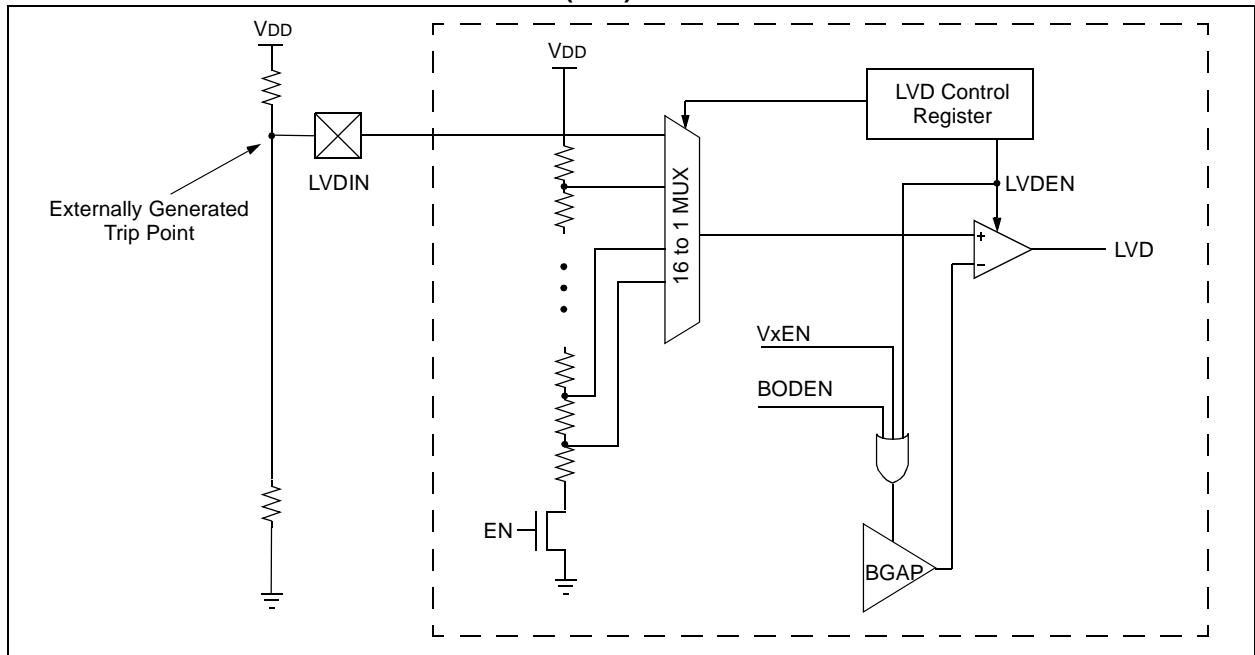 VDD
VDD
LVD Control
Register
LVDIN
16 to 1 MUX
LVDEN
Externally Generated
Trip Point
+
–
LVD
VxEN
BODEN
EN
BGAP